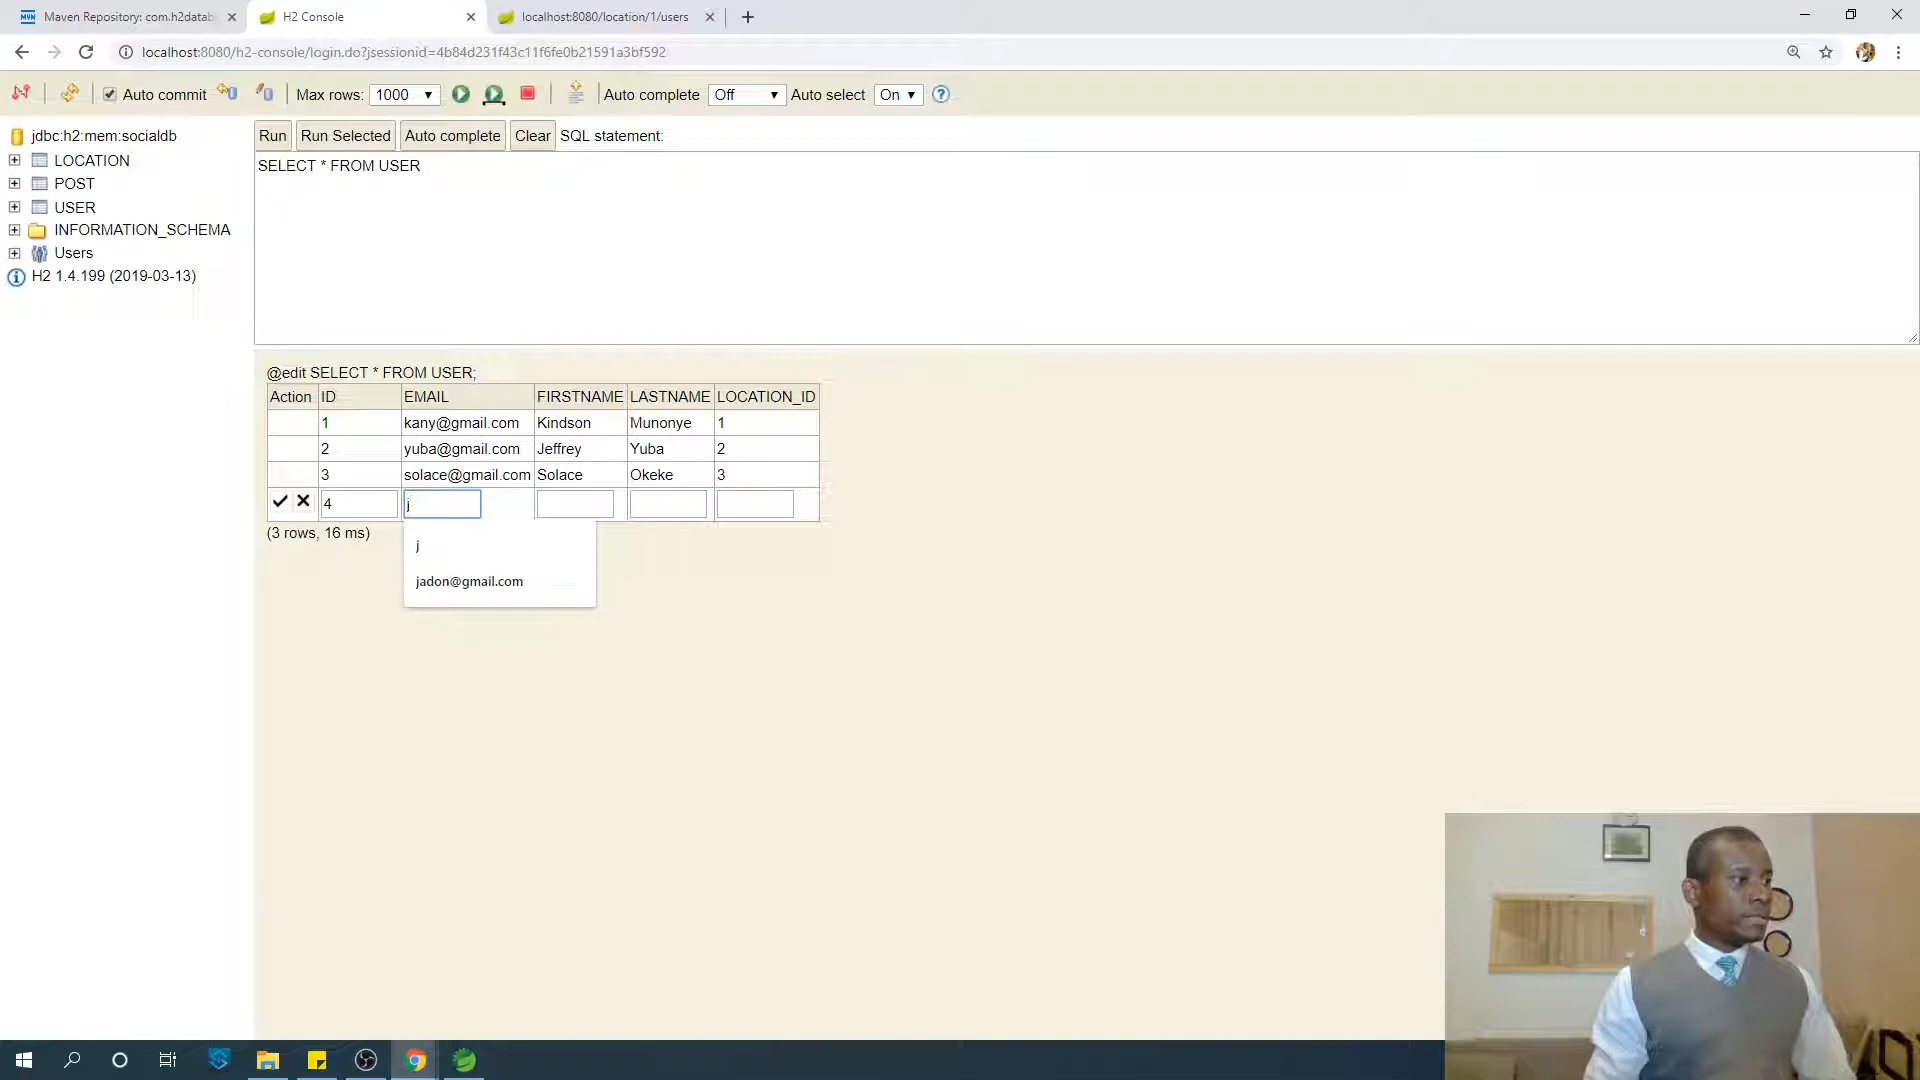 Maven Repository: com.h2datab
H2 Console
localhost:8080/location/1/users
localhost:8080/h2-console/login.do?jsessionid=4b84d231f43c11f6fe0b21591a3bf592
Auto commit
Max rows: 1000
Auto complete Off
Auto select On
jdbc:h2:mem:socialdb
LOCATION
POST
USER
INFORMATION_SCHEMA
Users
H2 1.4.199 (2019-03-13)
Run Run Selected Auto complete Clear SQL statement:
SELECT * FROM USER
@edit SELECT * FROM USER;
Action ID EMAIL FIRSTNAME LASTNAME LOCATION_ID
1 kany@gmail.com Kindson Munonye 1
2 yuba@gmail.com Jeffrey Yuba 2
3 solace@gmail.com Solace Okeke 3
4 j
(3 rows, 16 ms)
j
jadon@gmail.com